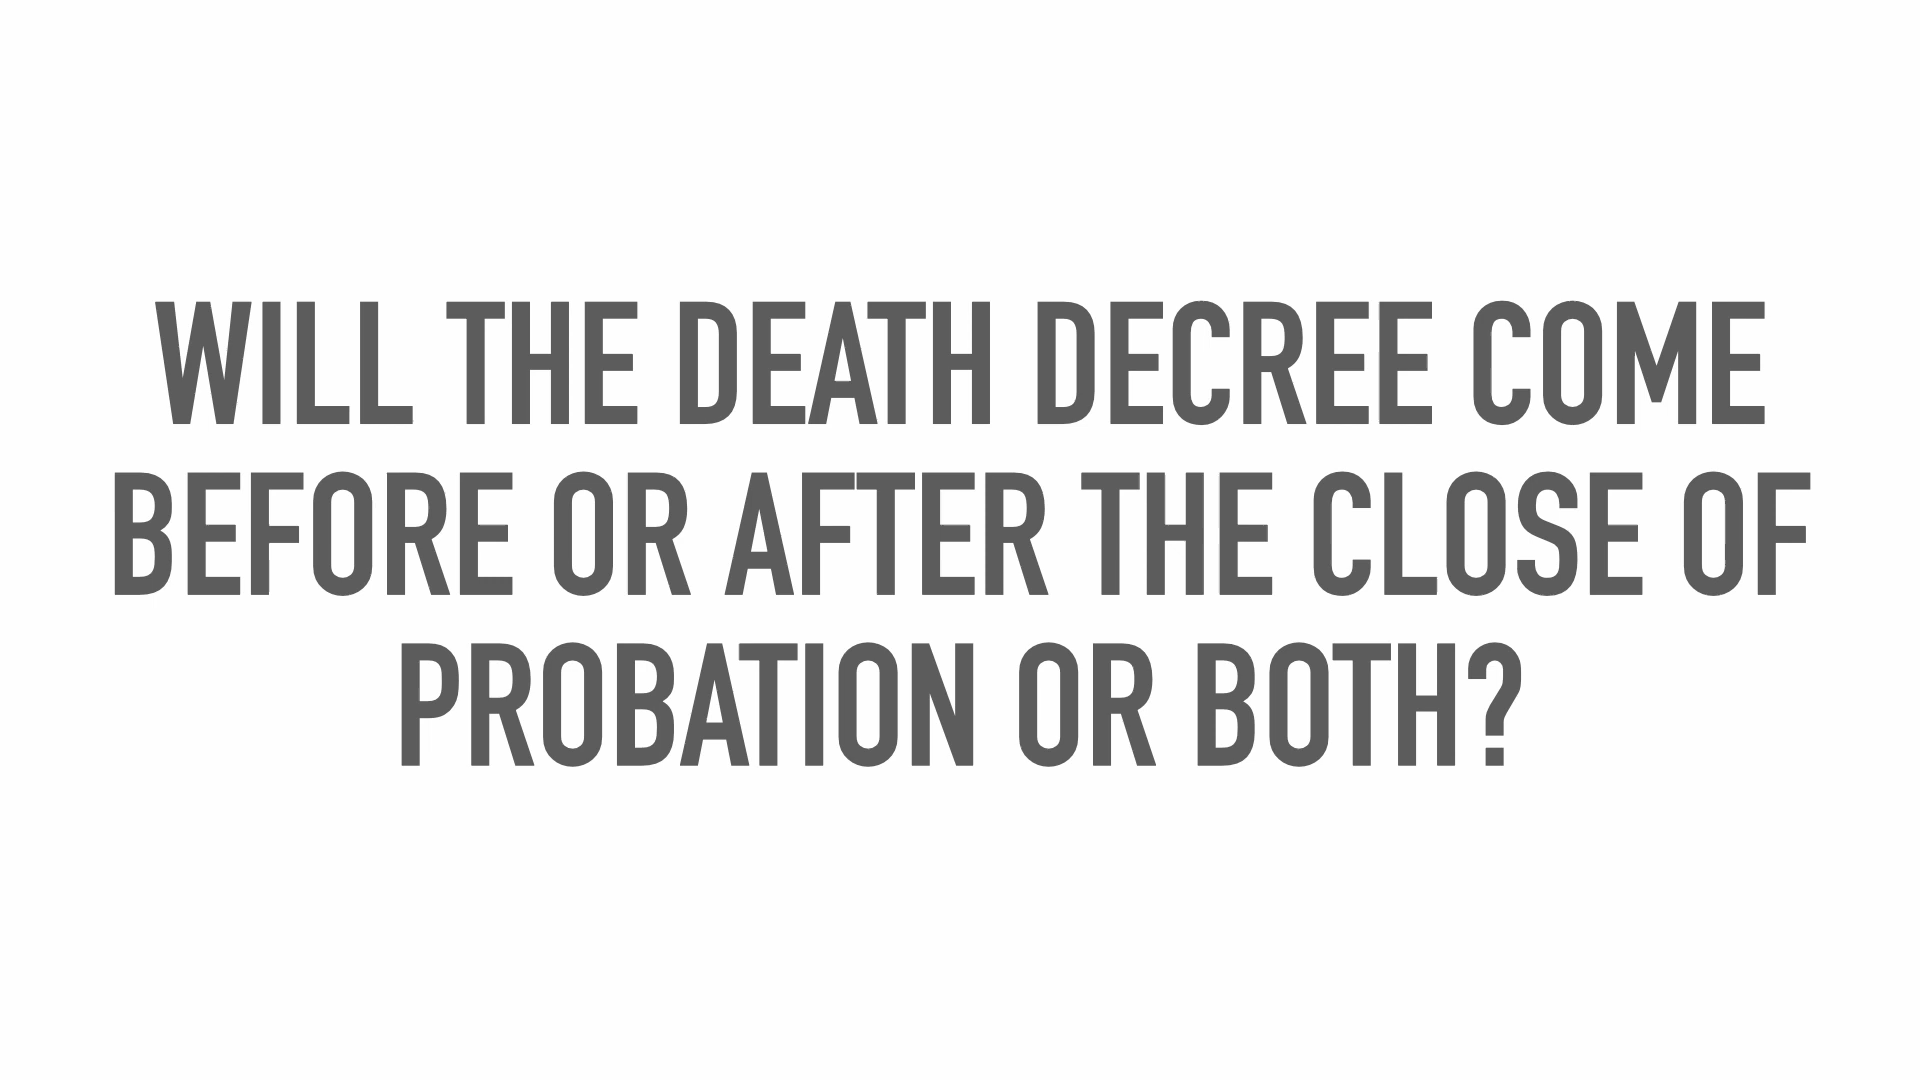 WILL THE DEATH DECREE COME
BEFORE OR AFTER THE CLOSE OF
PROBATION OR BOTH?